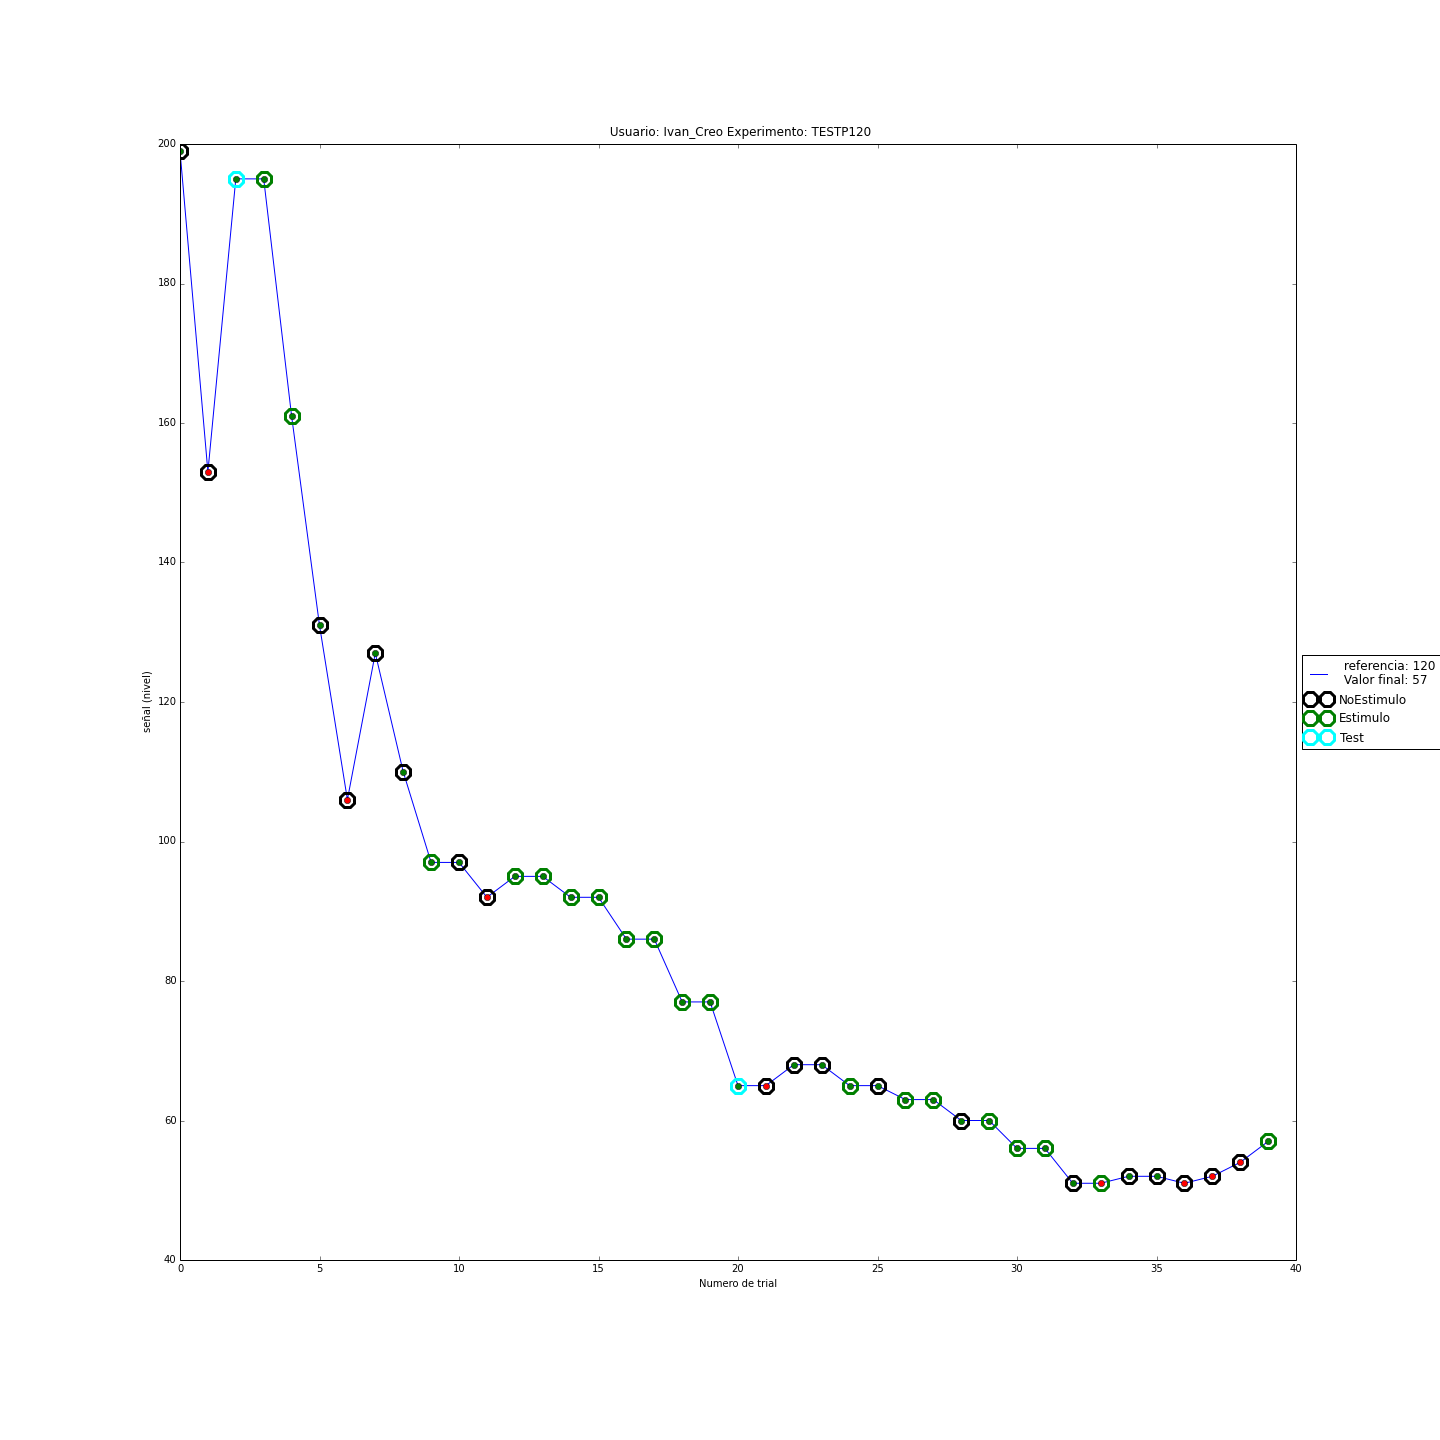 Usuario: Ivan_Creo Experimento: TESTP120
200
180
160
140
120
100
80
60
40
señal (nivel)
0 5 10 15 20 25 30 35 40
Numero de trial
referencia: 120
Valor final: 57
NoEstimulo
Estimulo
Test